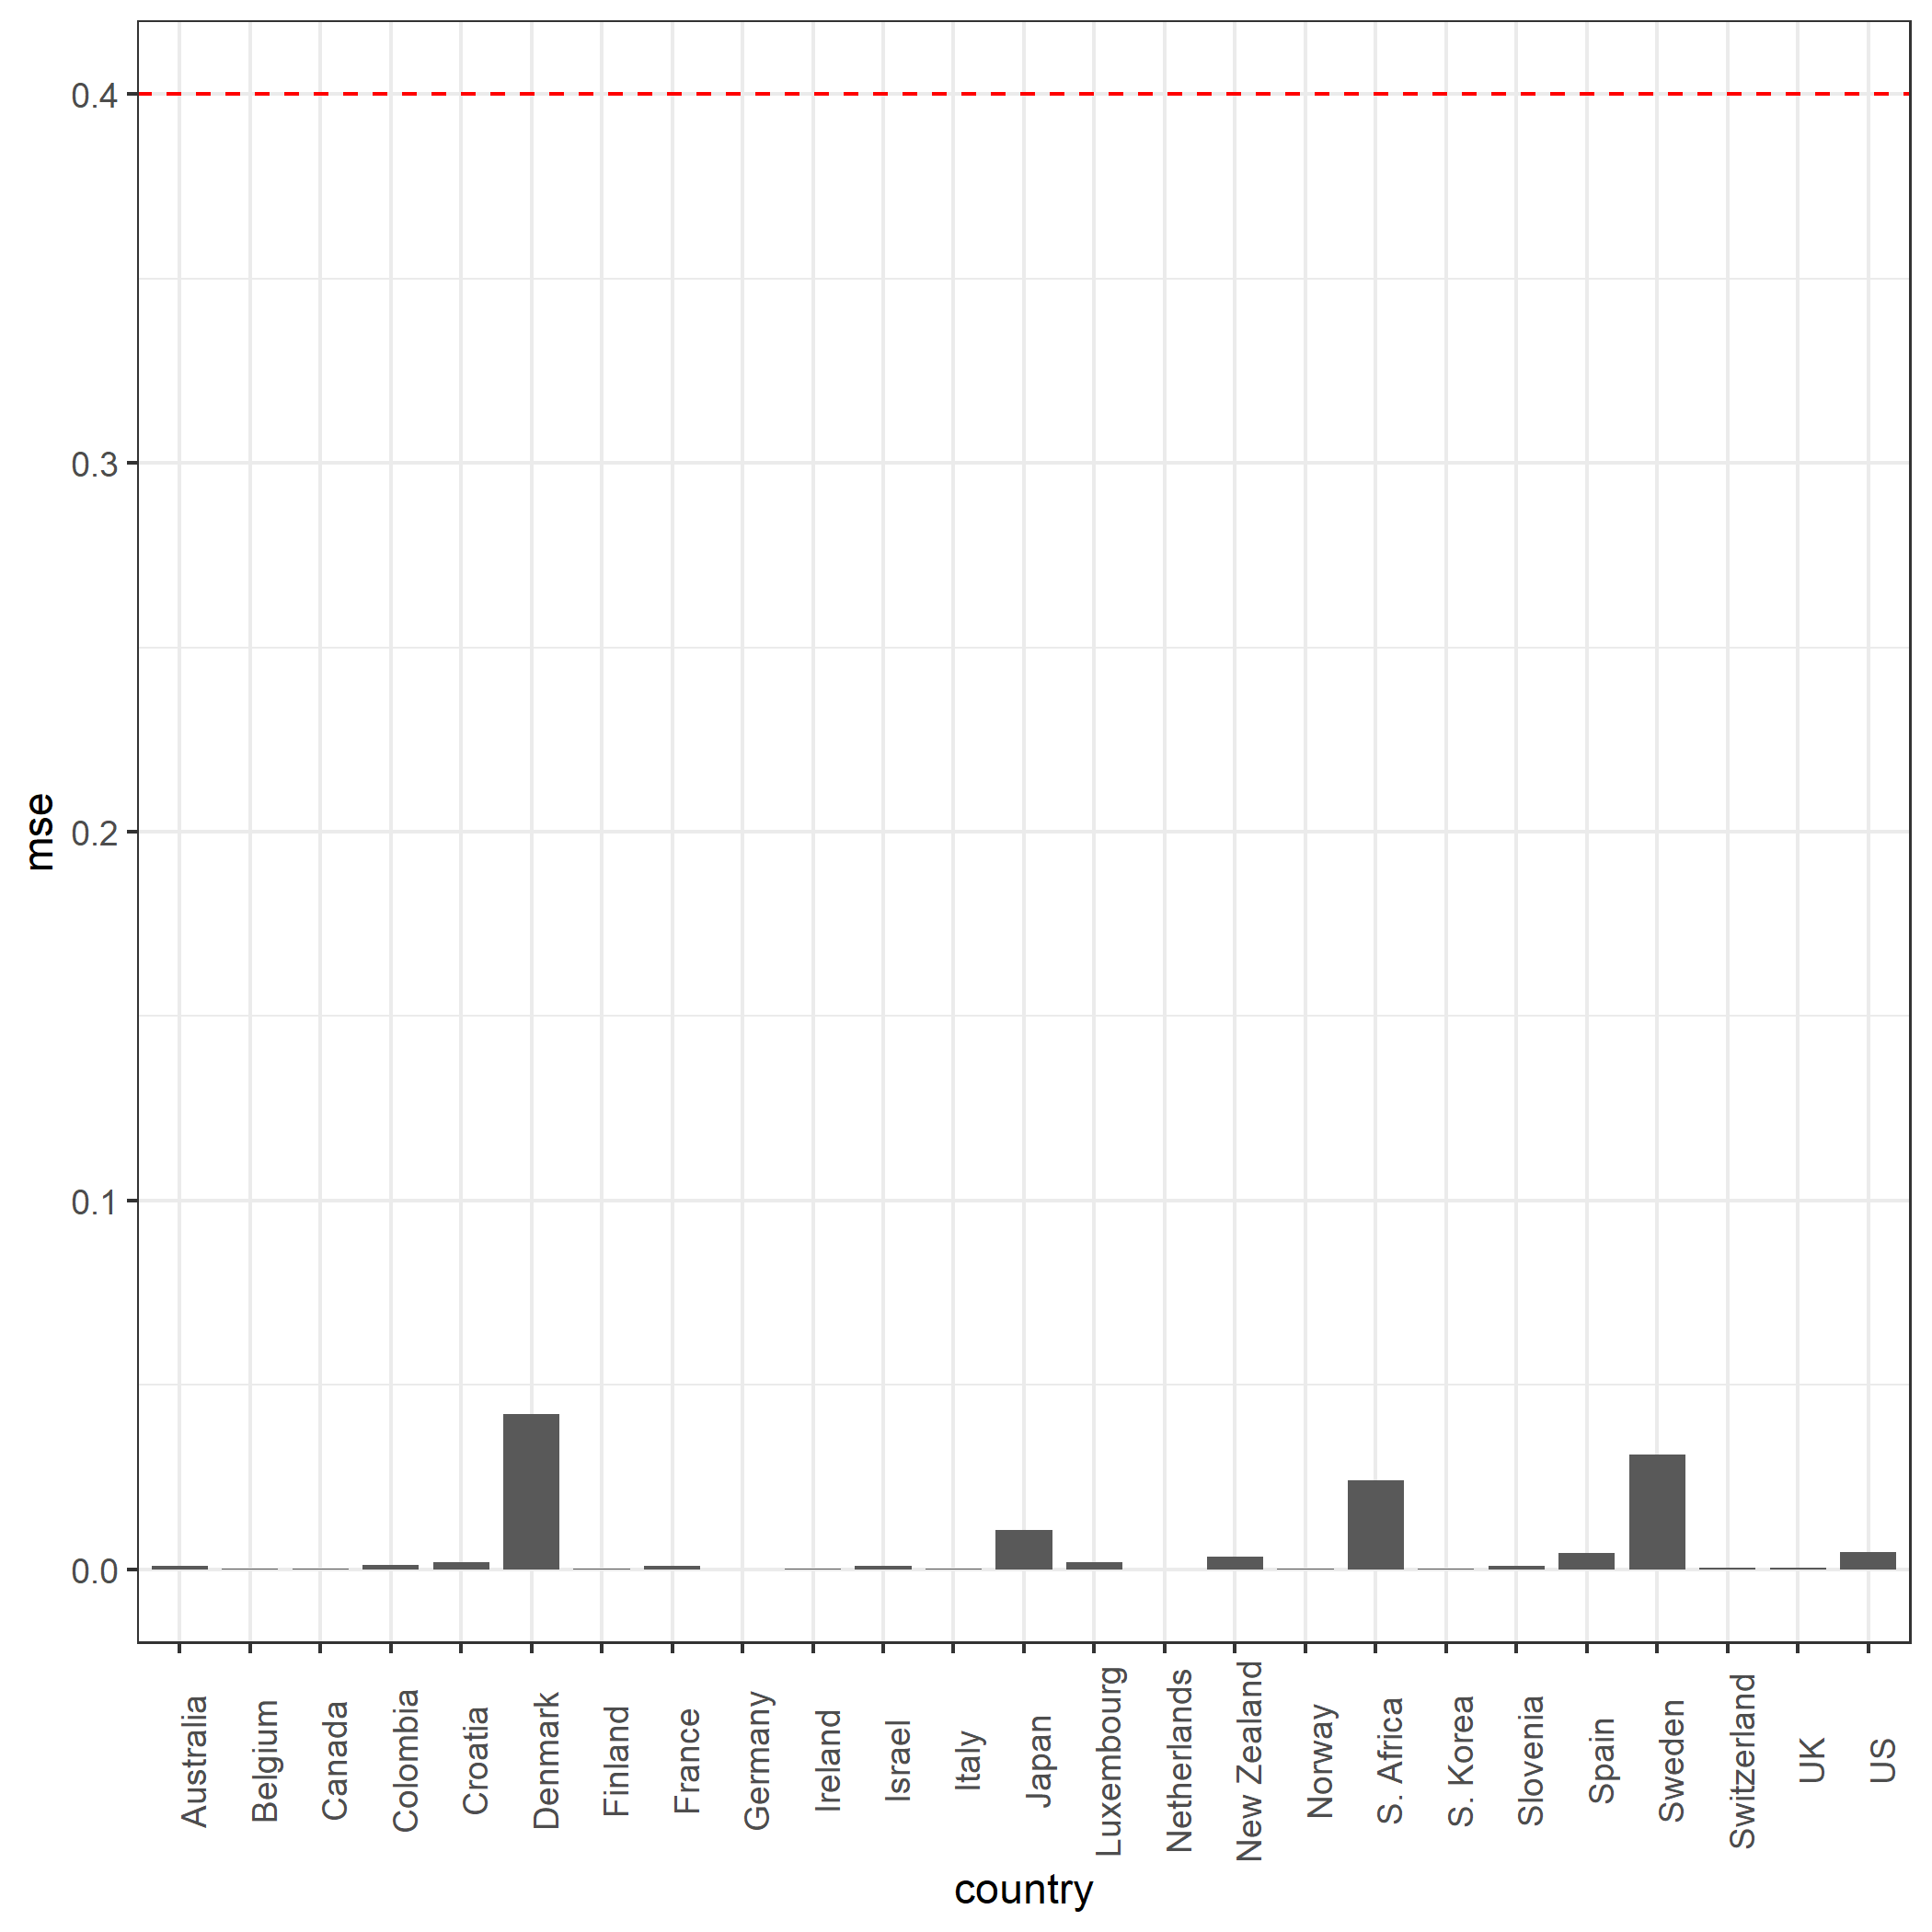 mse
0.4
0.3
0.2
0.1
0.0
Australia
Belgium
Canada
Colombia
Croatia
Denmark
Finland
France
Germany
Ireland
Israel
Italy
Japan
Luxembourg
Netherlands
New Zealand
Norway
S. Africa
S. Korea
Slovenia
Spain
Sweden
Switzerland
UK
US
country